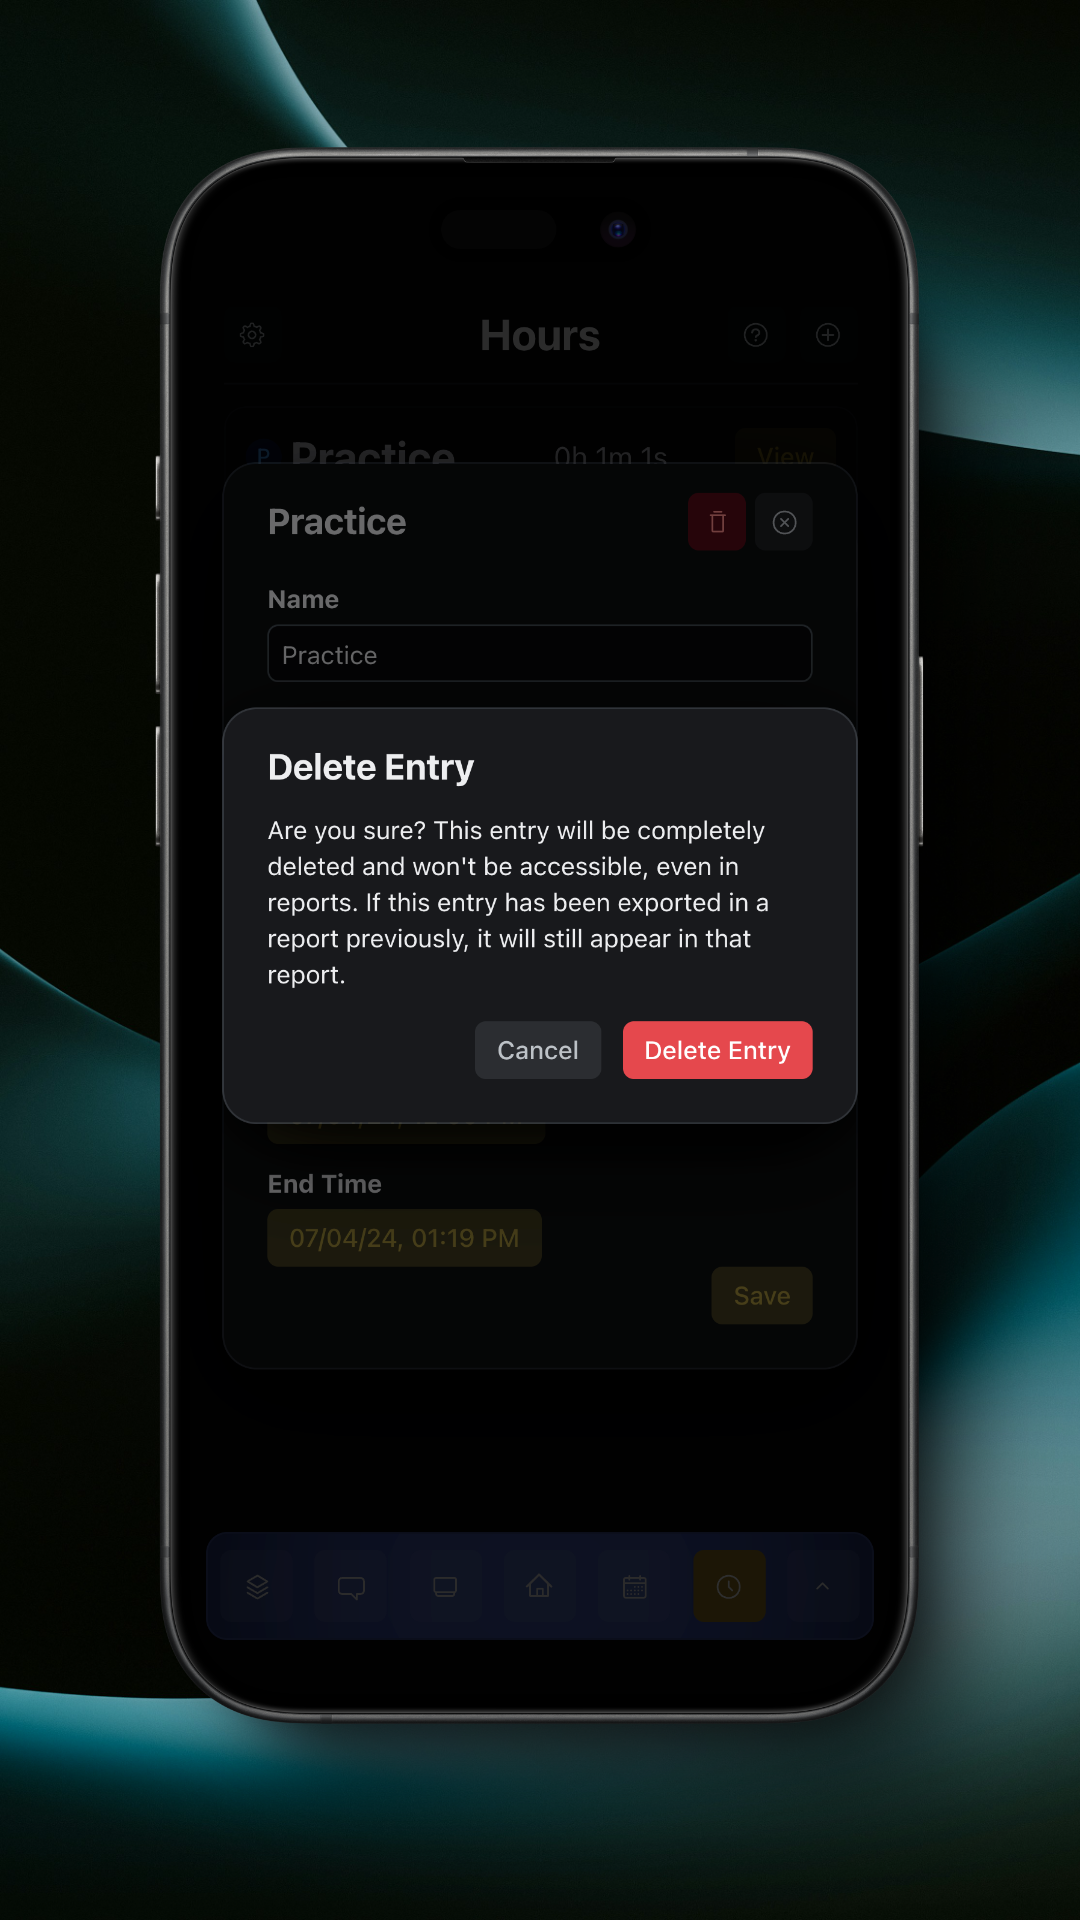 Hours
P Practice 0h 1m 1s View
Practice
Name
Practice
Delete Entry
Are you sure? This entry will be completely
deleted and won't be accessible, even in
reports. If this entry has been exported in a
report previously, it will still appear in that
report.
Cancel Delete Entry
End Time
07/04/24, 01:19 PM
Save